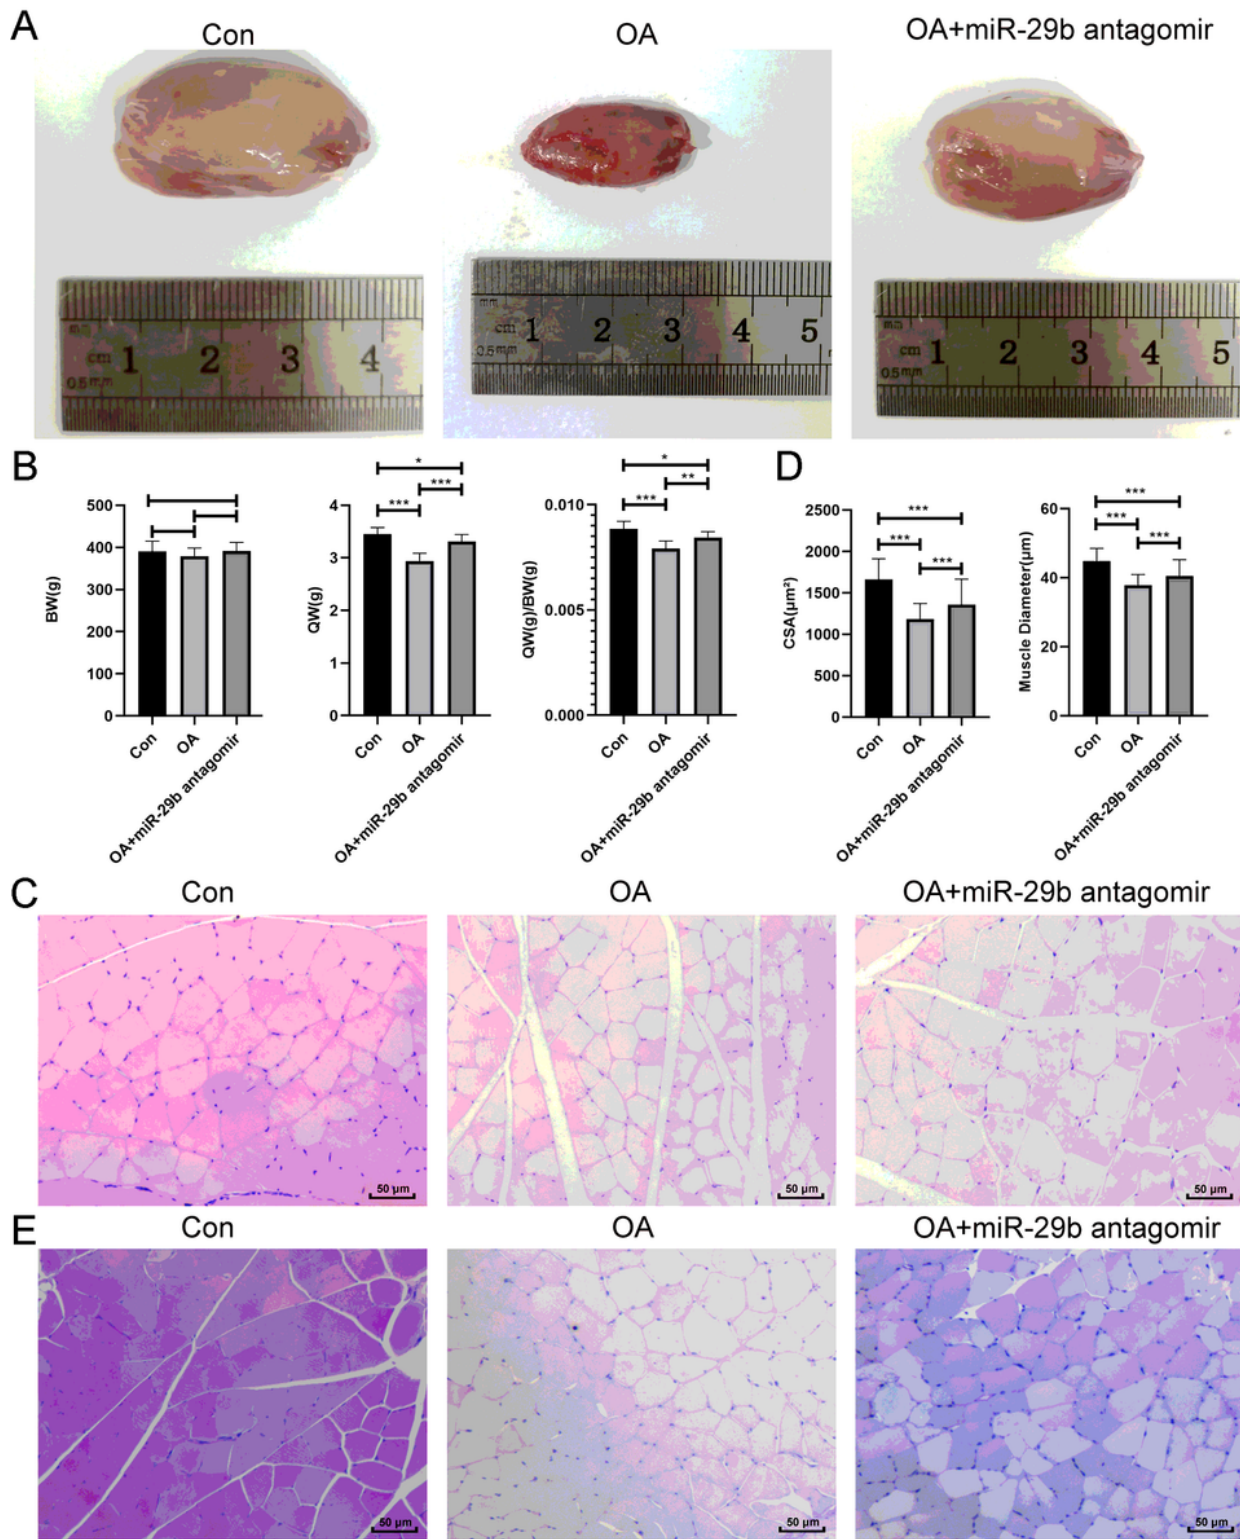 A
Con
OA
OA+miR-29b antagomir
mm
cm 1 2 3 4
0.5mm
mm
cm 1 2 3 4 5
0.5mm
mm
cm 1 2 3 4 5
0.5mm
B
BW(g)
500
400
300
200
100
0
Con
OA
OA+miR-29b antagomir
QW(g)
4
3
2
1
0
*
***
***
Con
OA
OA+miR-29b antagomir
QW(g)/BW(g)
0.010
0.005
0.000
*
**
***
Con
OA
OA+miR-29b antagomir
D
CSA(μm²)
2500
2000
1500
1000
500
0
***
***
***
Con
OA
OA+miR-29b antagomir
Muscle Diameter(μm)
60
40
20
0
***
***
***
Con
OA
OA+miR-29b antagomir
C
Con
OA
OA+miR-29b antagomir
50 μm
50 μm
50 μm
E
Con
OA
OA+miR-29b antagomir
50 μm
50 μm
50 μm